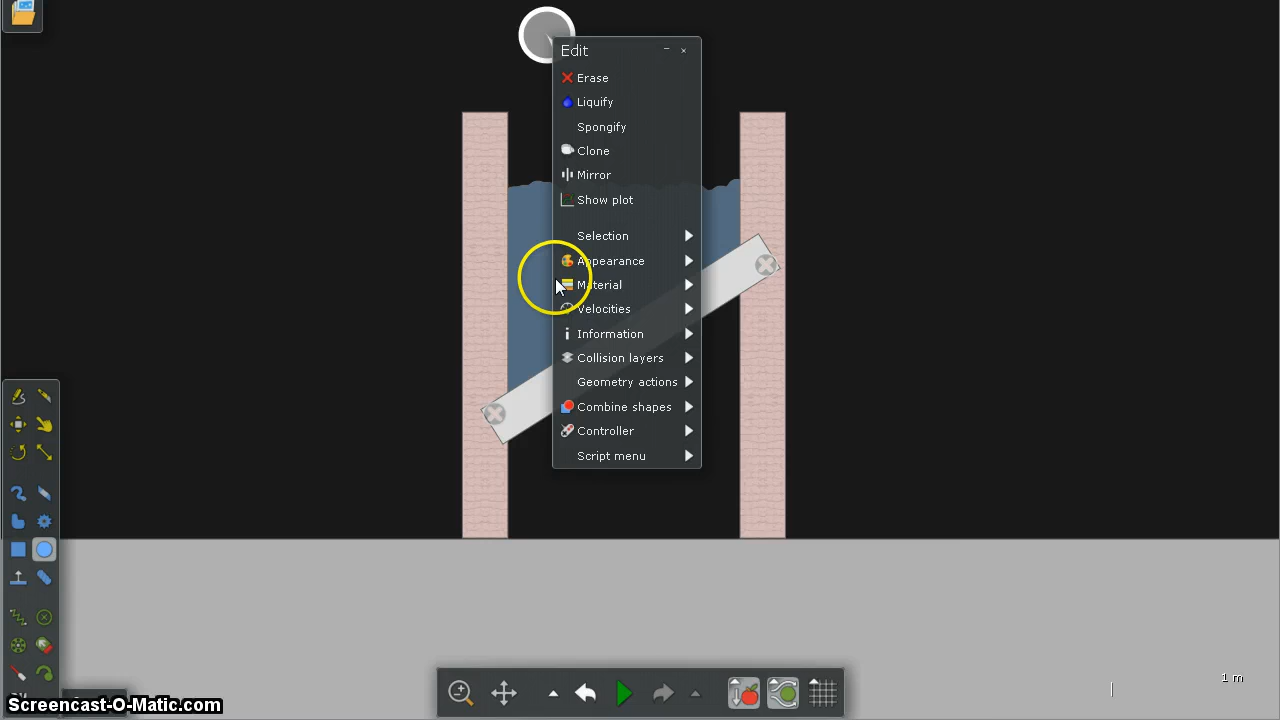 Edit
Erase
Liquify
Spongify
Clone
Mirror
Show plot
Selection
Appearance
Material
Velocities
Information
Collision layers
Geometry actions
Combine shapes
Controller
Script menu
1 m
Screencast-O-Matic.com